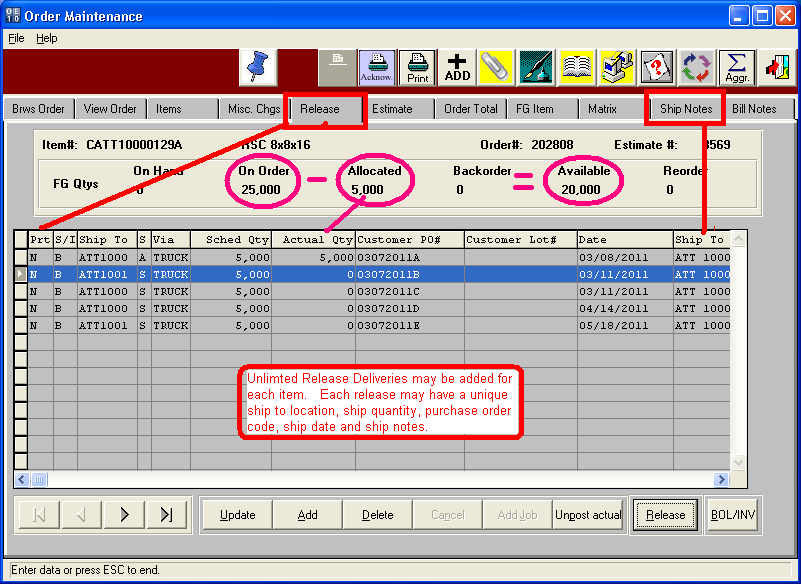 Order Maintenance
File Help
Acknow. Print ADD Aggr.
Brws Order View Order Items Misc. Chgs Release Estimate Order Total FG Item Matrix Ship Notes Bill Notes
Item#: CATT10000129A RSC 8x8x16 Order#: 202808 Estimate #: 3569
FG Qtys On Hand On Order Allocated Backorder Available Reorder
0 25,000 5,000 0 20,000 0
Prt S/I Ship To S Via Sched Qty Actual Qty Customer PO# Customer Lot# Date Ship To
N B ATT1000 A TRUCK 5,000 5,000 03072011A 03/08/2011 ATT 1000
N B ATT1001 S TRUCK 5,000 0 03072011B 03/11/2011 ATT 1000
N B ATT1000 S TRUCK 5,000 0 03072011C 03/11/2011 ATT 1000
N B ATT1000 S TRUCK 5,000 0 03072011D 04/14/2011 ATT 1000
N B ATT1001 S TRUCK 5,000 0 03072011E 05/18/2011 ATT 1000
Unlimted Release Deliveries may be added for
each item. Each release may have a unique
ship to location, ship quantity, purchase order
code, ship date and ship notes.
Update Add Delete Cancel Add Job Unpost actual Release BOL/INV
Enter data or press ESC to end.